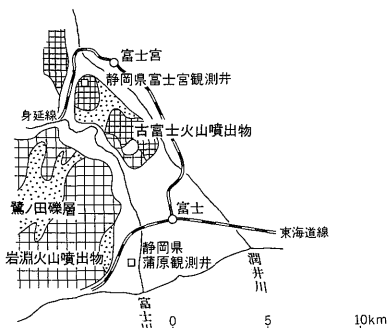 富士宮
静岡県富士宮観測井
身延線
古富士火山噴出物
鷺ノ田礫層
富士
東海道線
岩淵火山噴出物
静岡県
蒲原観測井
潤井川
富士川
0 5 10km